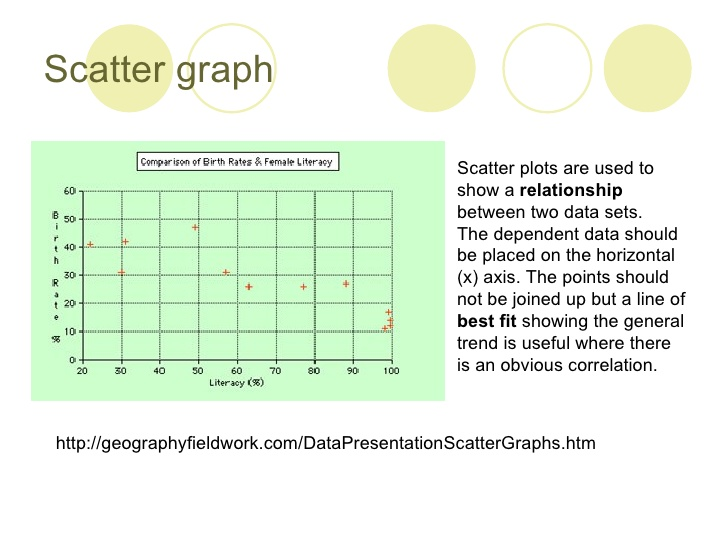 Scatter graph
Comparison of Birth Rates & Female Literacy
60
50
40
30
20
10
0
Birth Rate %
20 30 40 50 60 70 80 90 100
Literacy (%)
Scatter plots are used to
show a relationship
between two data sets.
The dependent data should
be placed on the horizontal
(x) axis. The points should
not be joined up but a line of
best fit showing the general
trend is useful where there
is an obvious correlation.
http://geographyfieldwork.com/DataPresentationScatterGraphs.htm